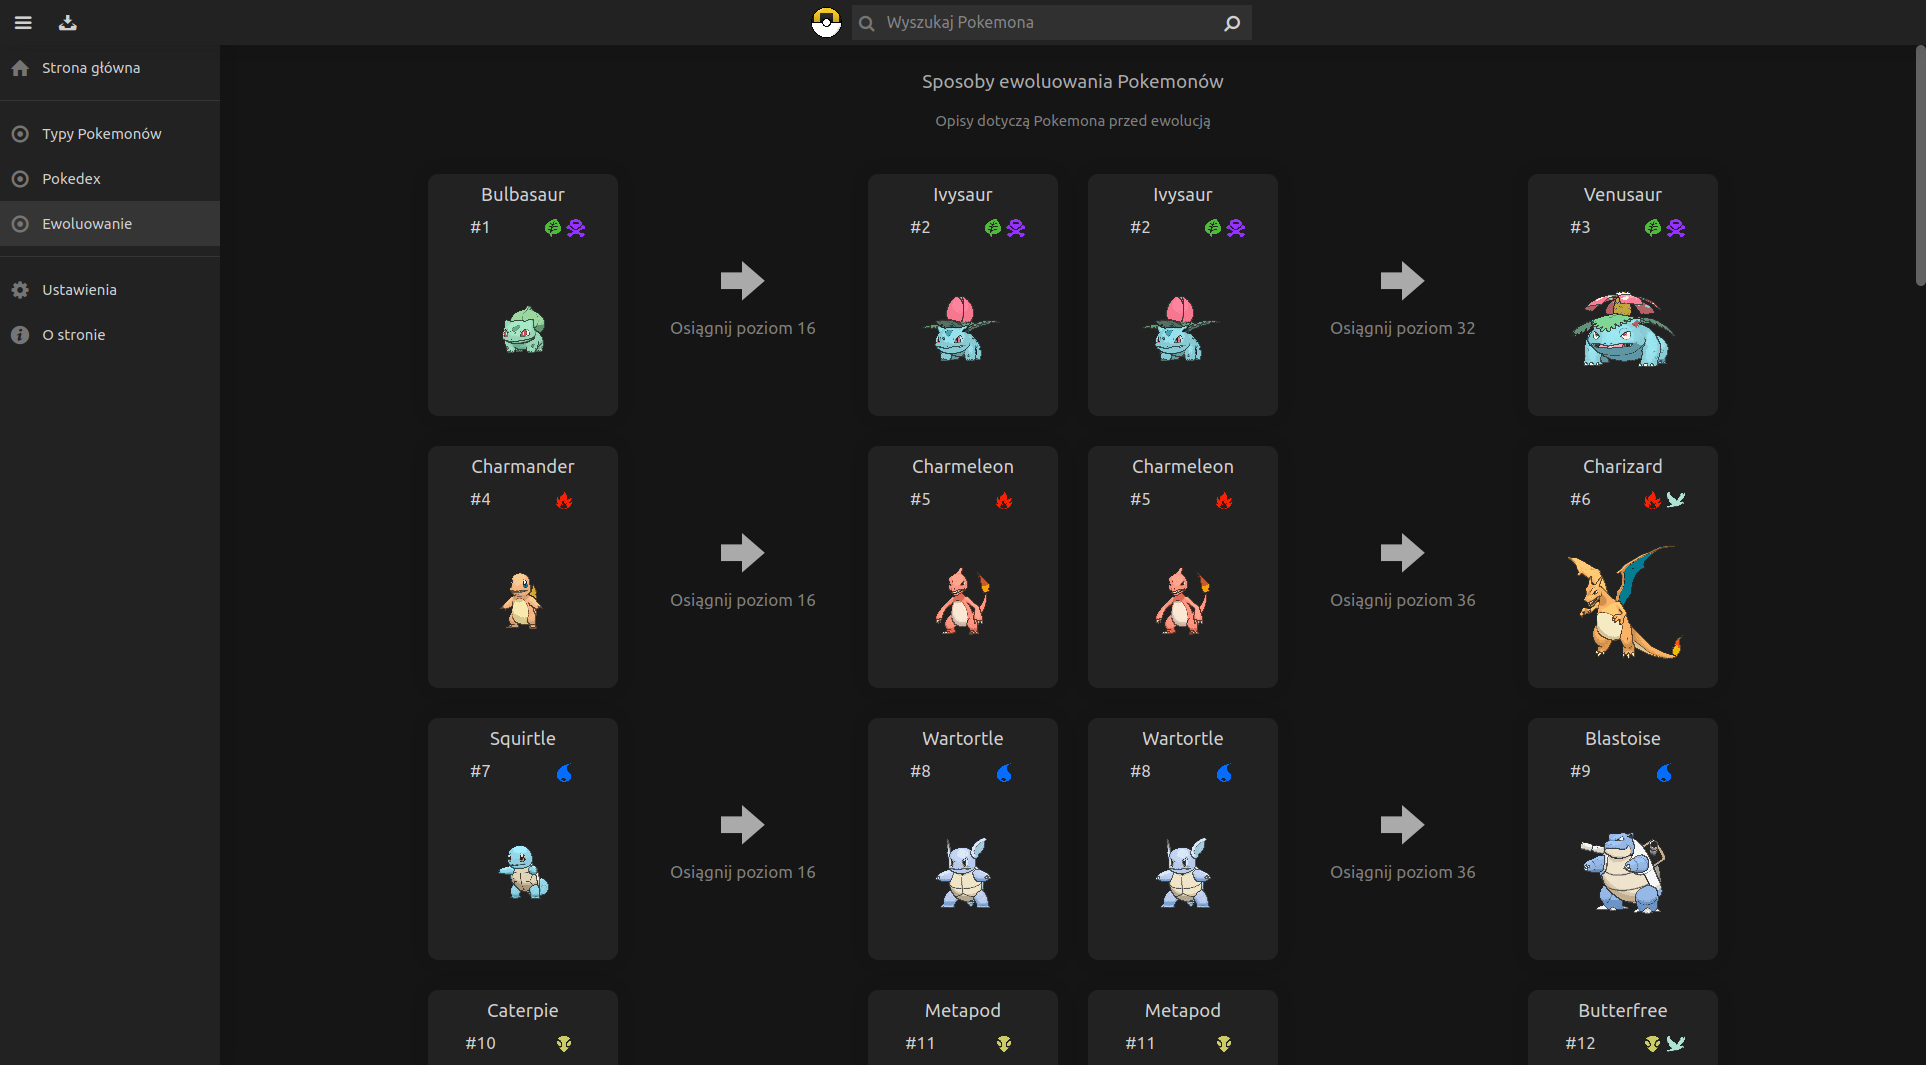 Wyszukaj Pokemona
Strona główna
Typy Pokemonów
Pokedex
Ewoluowanie
Ustawienia
O stronie
Sposoby ewoluowania Pokemonów
Opisy dotyczą Pokemona przed ewolucją
Bulbasaur
#1
Osiągnij poziom 16
Ivysaur
#2
Ivysaur
#2
Osiągnij poziom 32
Venusaur
#3
Charmander
#4
Osiągnij poziom 16
Charmeleon
#5
Charmeleon
#5
Osiągnij poziom 36
Charizard
#6
Squirtle
#7
Osiągnij poziom 16
Wartortle
#8
Wartortle
#8
Osiągnij poziom 36
Blastoise
#9
Caterpie
#10
Metapod
#11
Metapod
#11
Butterfree
#12